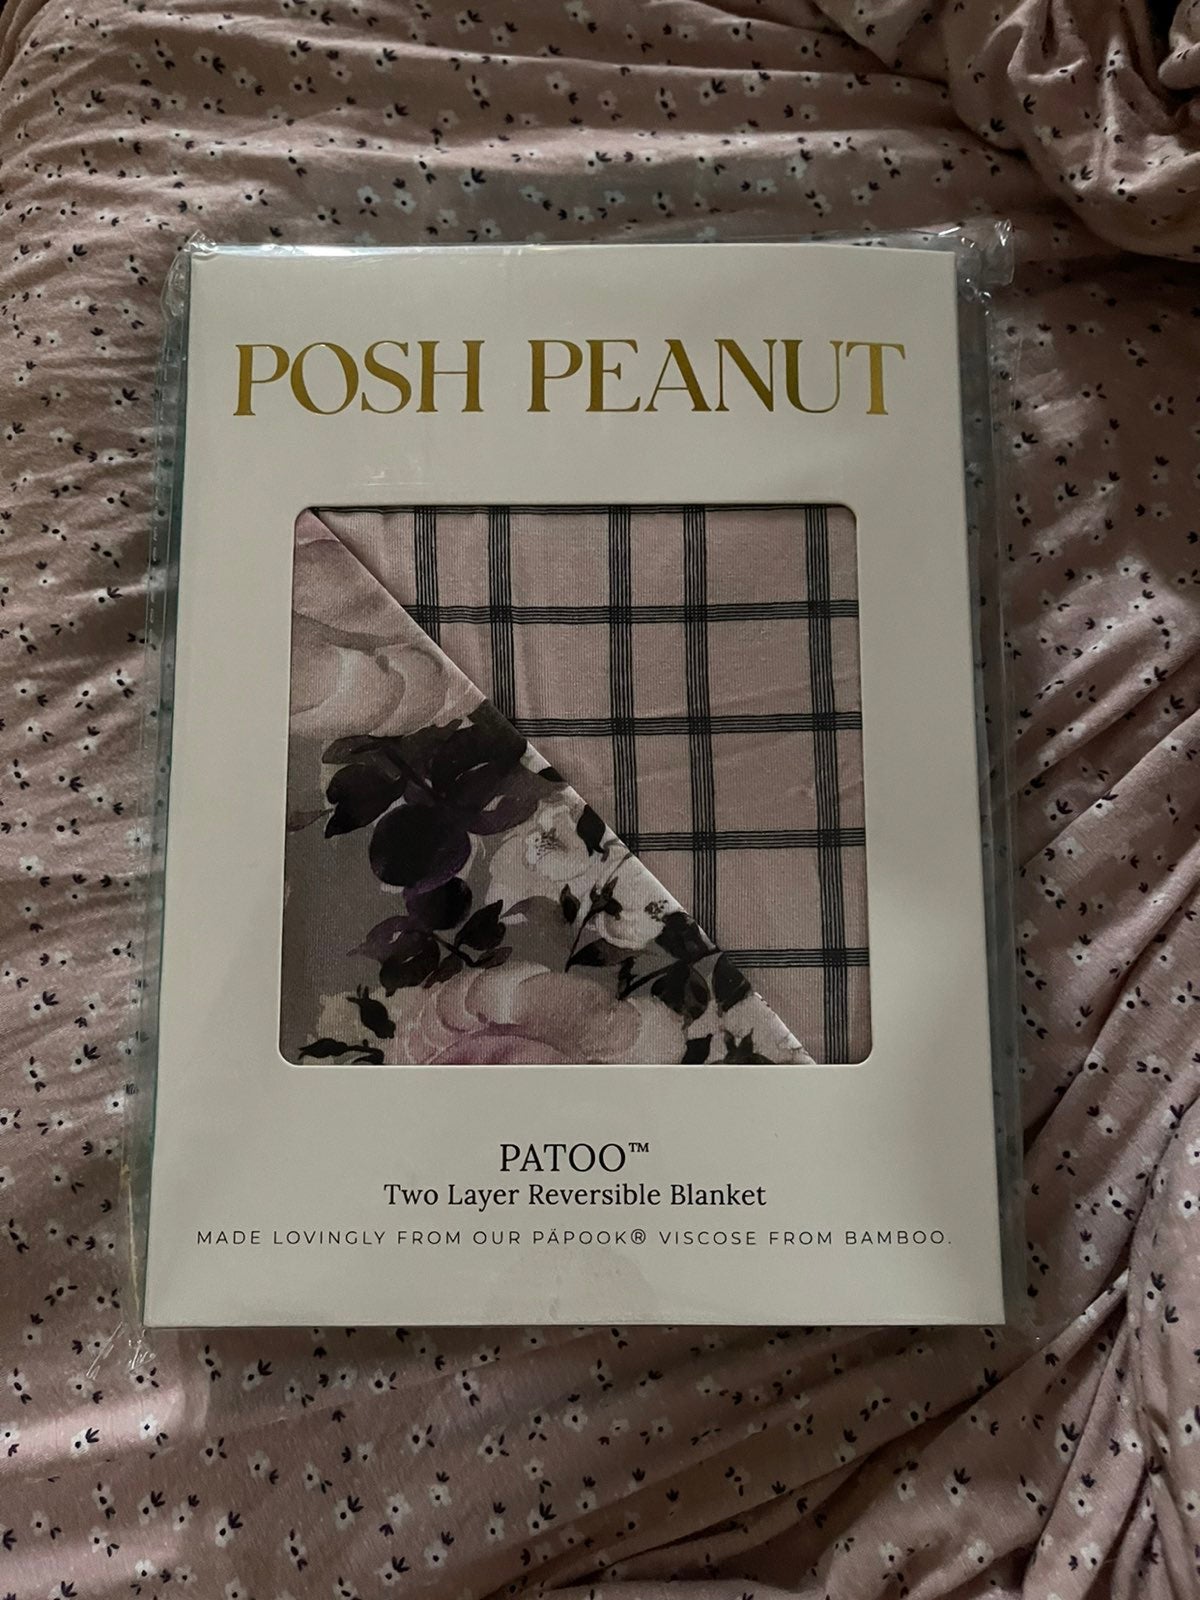 POSH PEANUT
PATOO™
Two Layer Reversible Blanket
MADE LOVINGLY FROM OUR PÄPOOK® VISCOSE FROM BAMBOO.